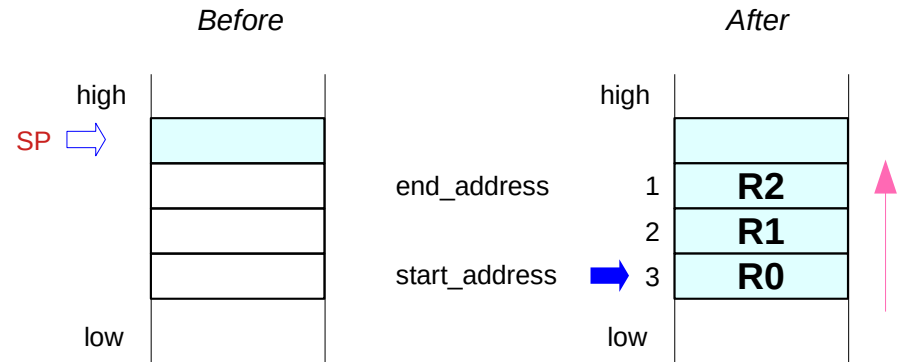 Before
After
high
high
SP
end_address
1
R2
2
R1
start_address
3
R0
low
low